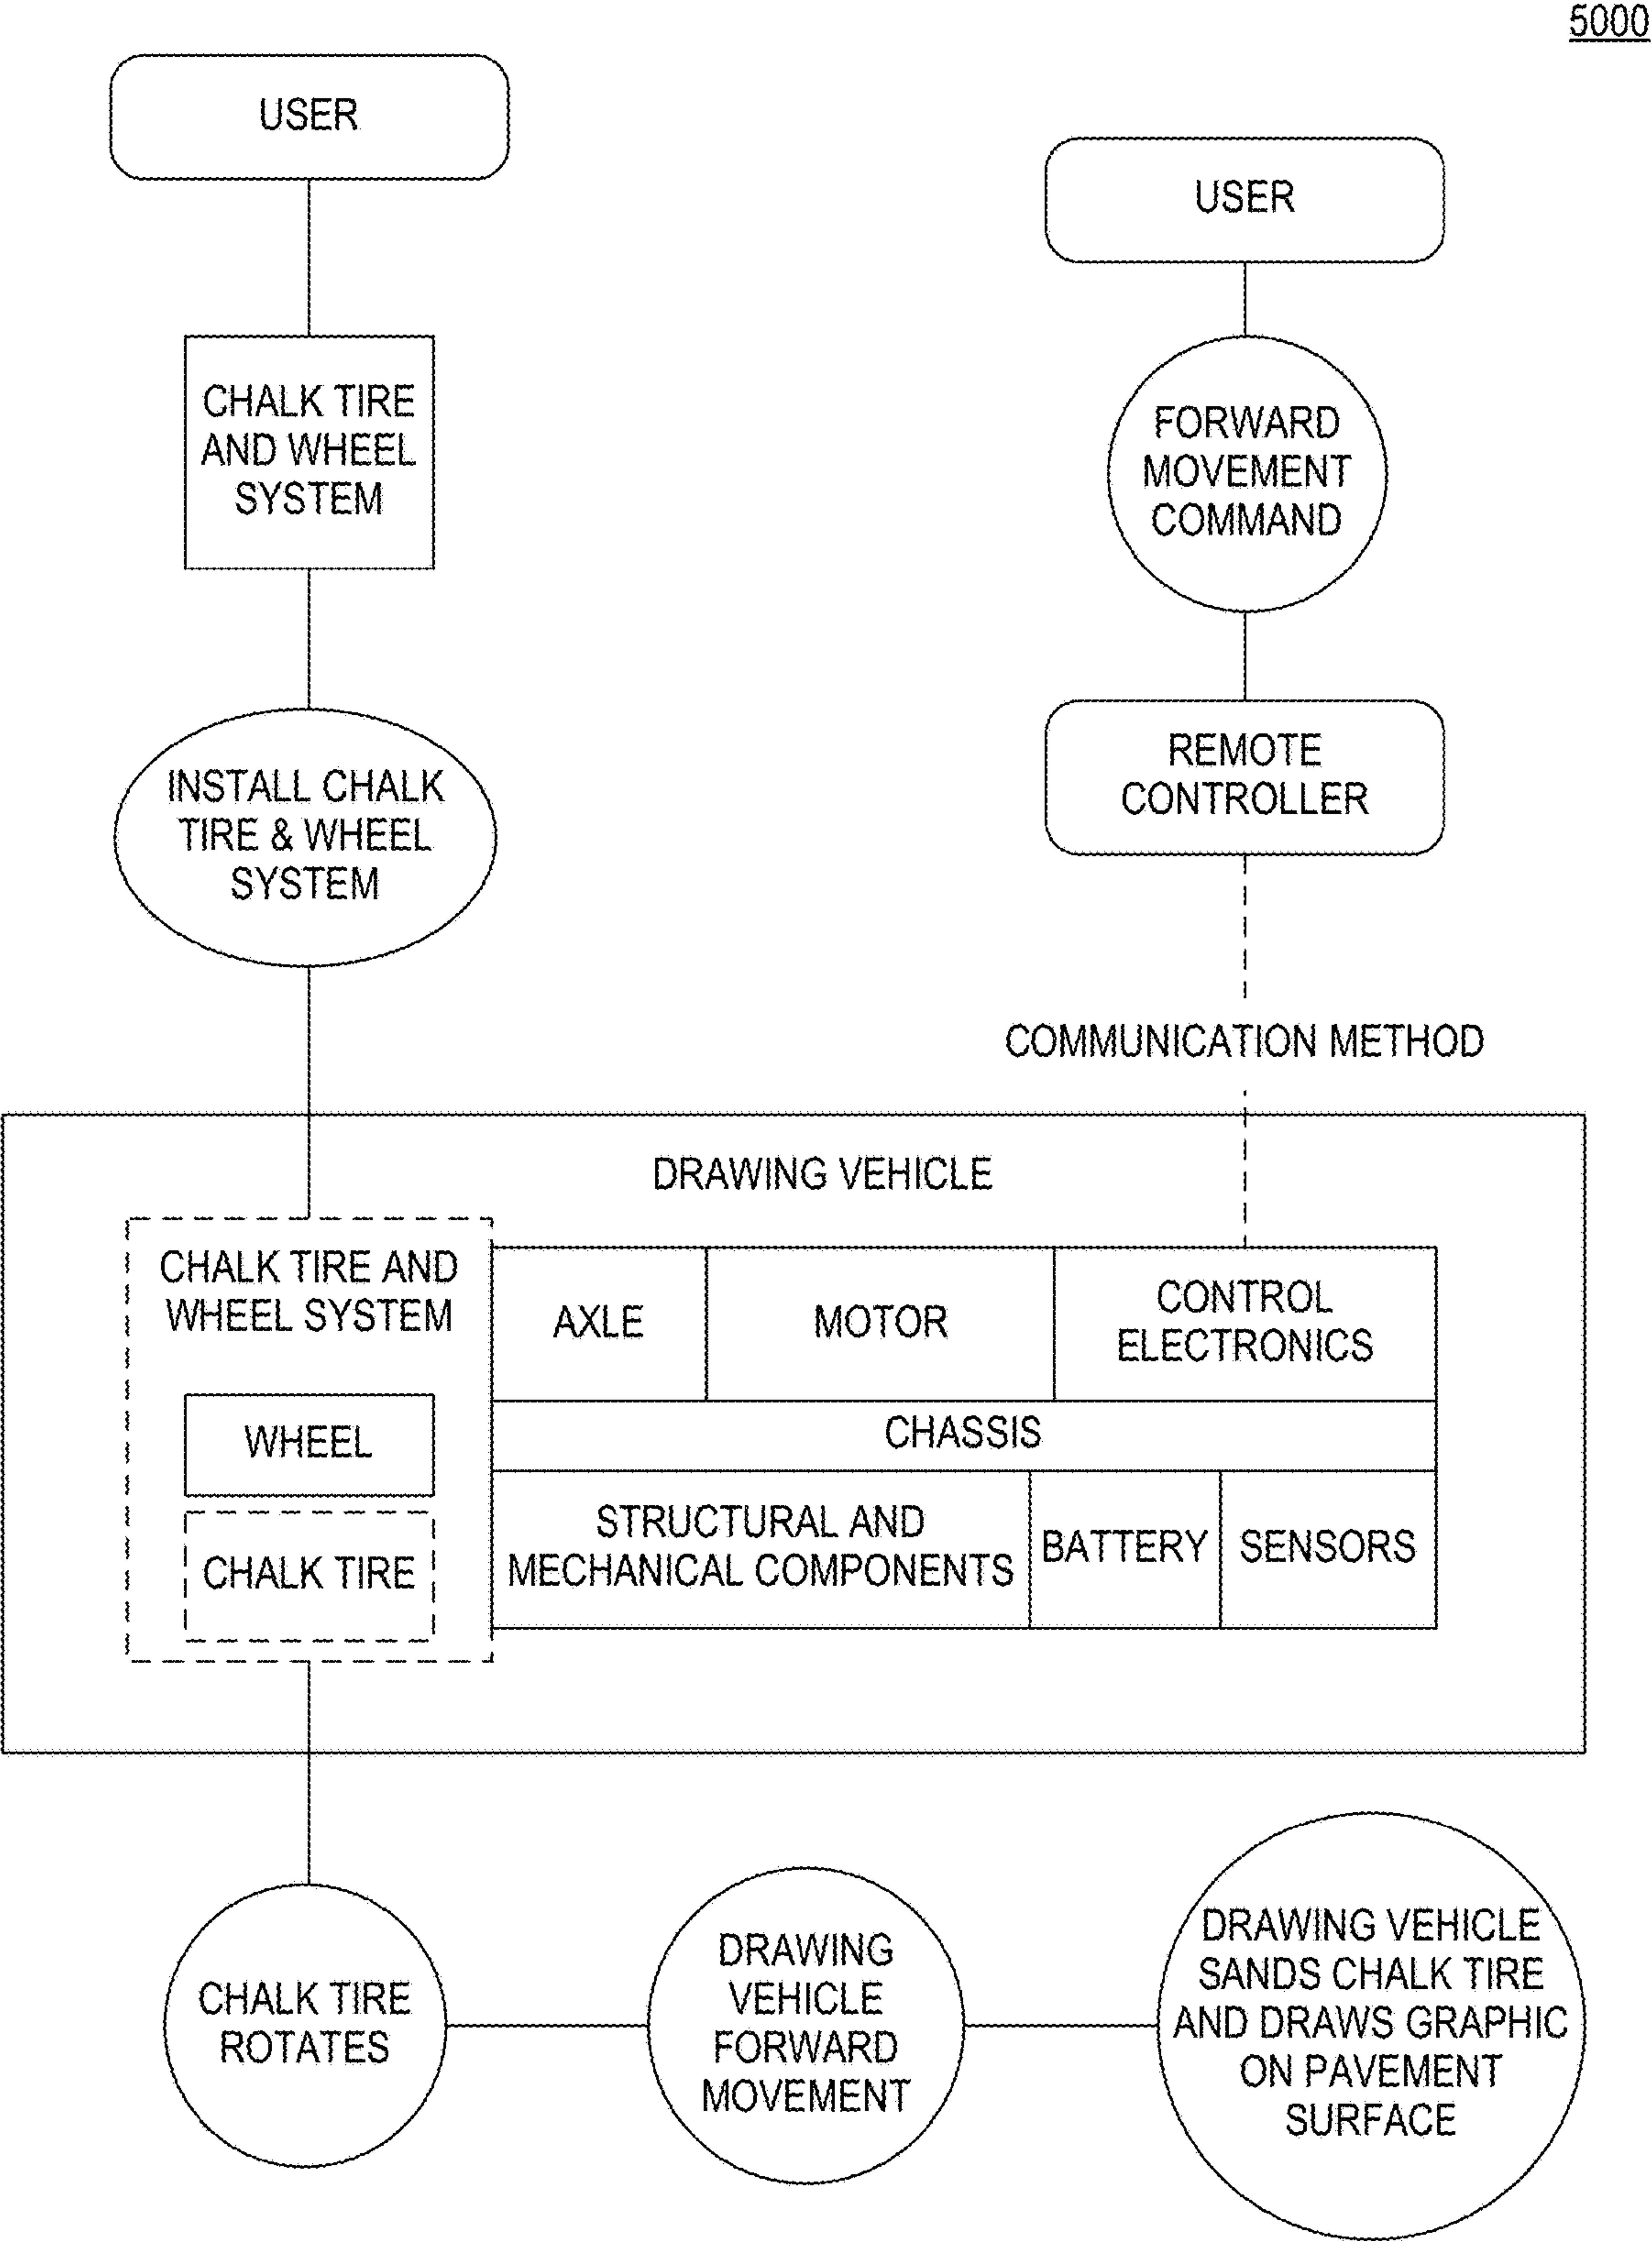 5000
USER
USER
CHALK TIRE
AND WHEEL
SYSTEM
FORWARD
MOVEMENT
COMMAND
INSTALL CHALK
TIRE & WHEEL
SYSTEM
REMOTE
CONTROLLER
COMMUNICATION METHOD
DRAWING VEHICLE
CHALK TIRE AND
WHEEL SYSTEM
WHEEL
CHALK TIRE
AXLE
MOTOR
CONTROL
ELECTRONICS
CHASSIS
STRUCTURAL AND
MECHANICAL COMPONENTS
BATTERY
SENSORS
CHALK TIRE
ROTATES
DRAWING
VEHICLE
FORWARD
MOVEMENT
DRAWING VEHICLE
SANDS CHALK TIRE
AND DRAWS GRAPHIC
ON PAVEMENT
SURFACE